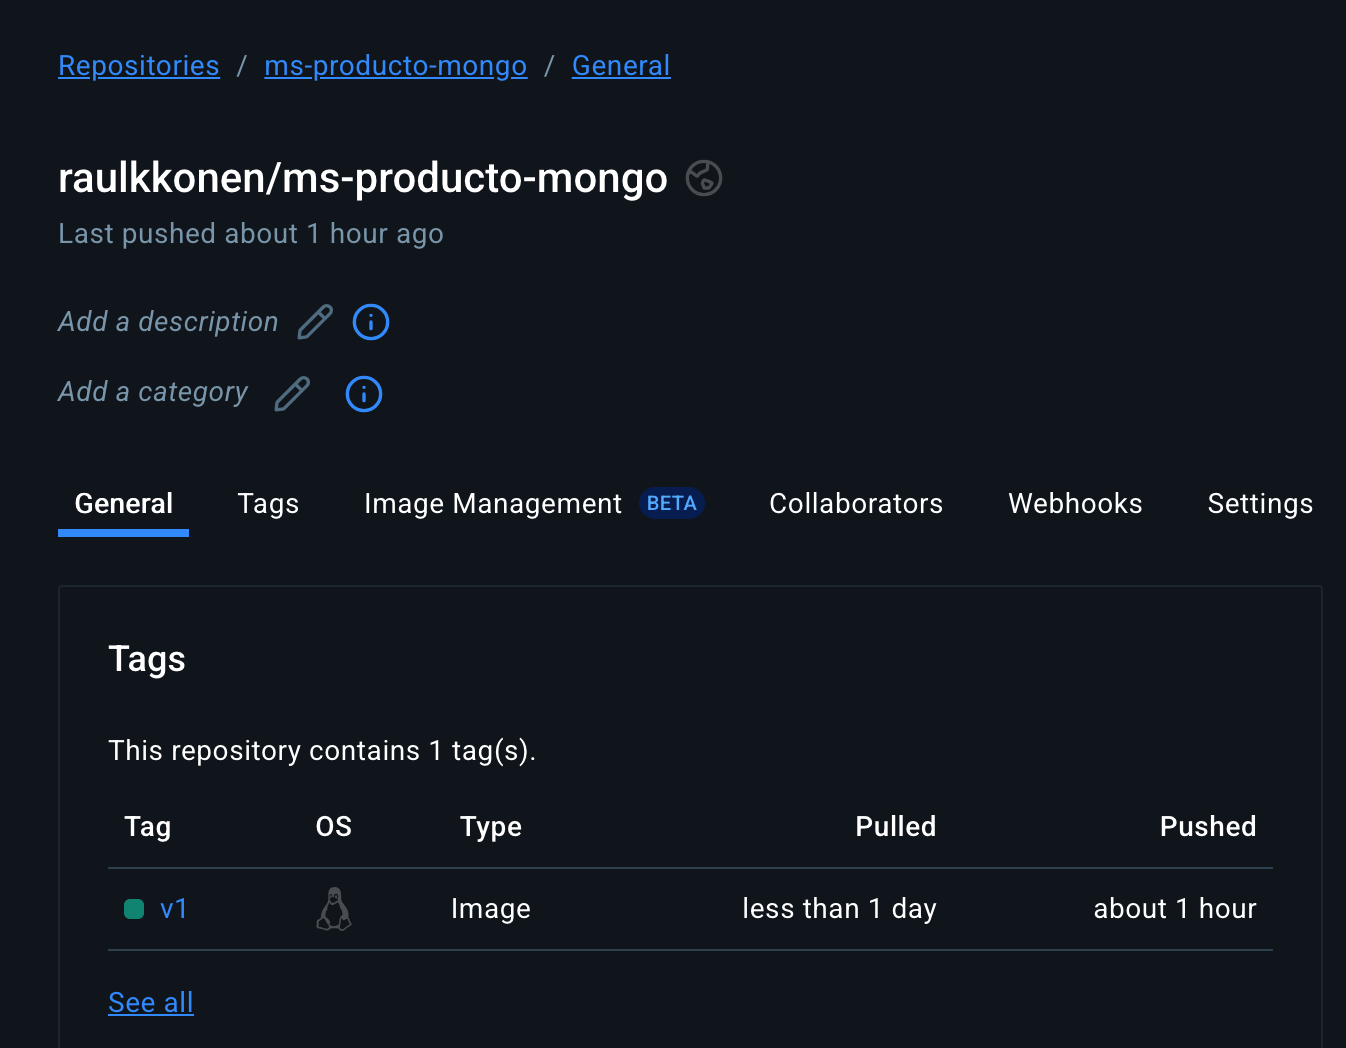 Repositories / ms-producto-mongo / General
raulkkonen/ms-producto-mongo
Last pushed about 1 hour ago
Add a description
Add a category
General Tags Image Management BETA Collaborators Webhooks Settings
Tags
This repository contains 1 tag(s).
Tag OS Type Pulled Pushed
v1 Image less than 1 day about 1 hour
See all